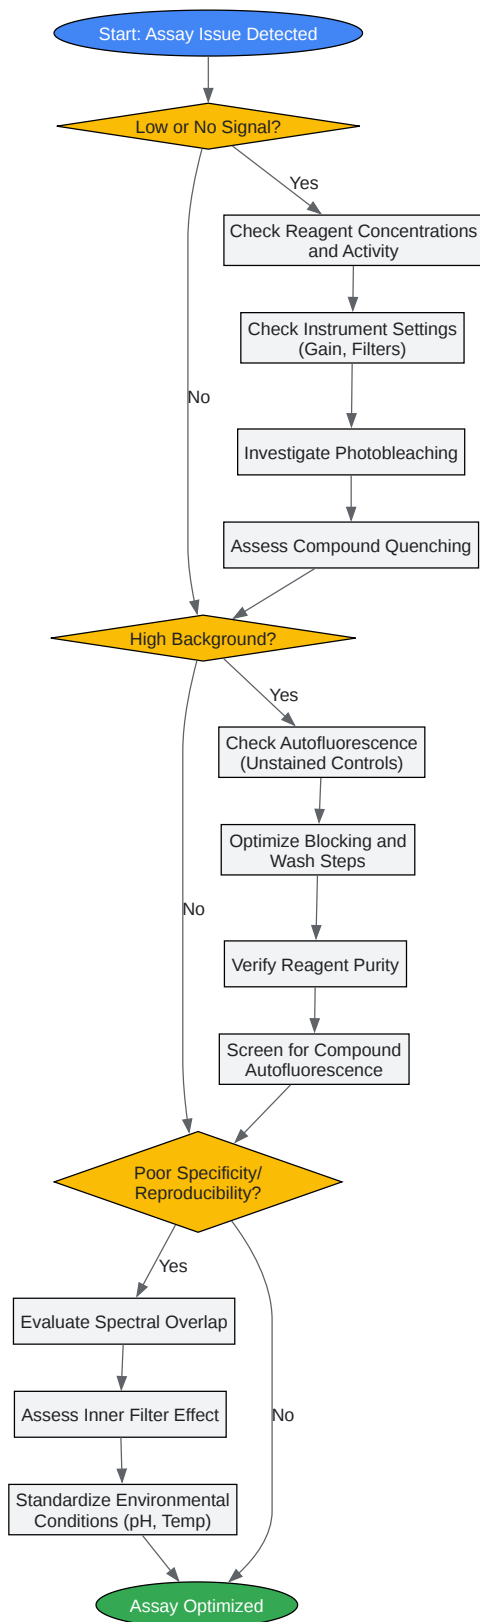 Start: Assay Issue Detected
Low or No Signal?
Yes
Check Reagent Concentrations
and Activity
Check Instrument Settings
(Gain, Filters)
No
Investigate Photobleaching
Assess Compound Quenching
High Background?
Yes
Check Autofluorescence
(Unstained Controls)
Optimize Blocking and
Wash Steps
No
Verify Reagent Purity
Screen for Compound
Autofluorescence
Poor Specificity/
Reproducibility?
Yes
Evaluate Spectral Overlap
Assess Inner Filter Effect
No
Standardize Environmental
Conditions (pH, Temp)
Assay Optimized